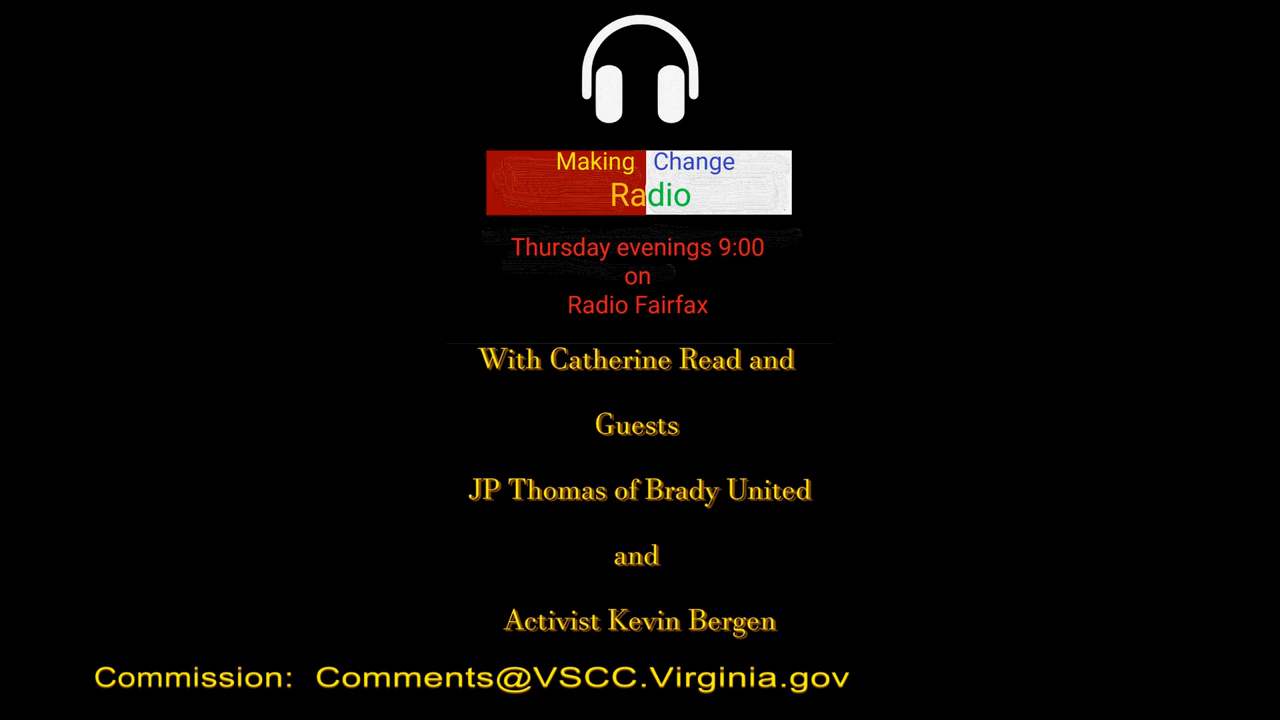 Making Change
Radio
Thursday evenings 9:00
on
Radio Fairfax
With Catherine Read and
Guests
JP Thomas of Brady United
and
Activist Kevin Bergen
Commission: Comments@VSCC.Virginia.gov